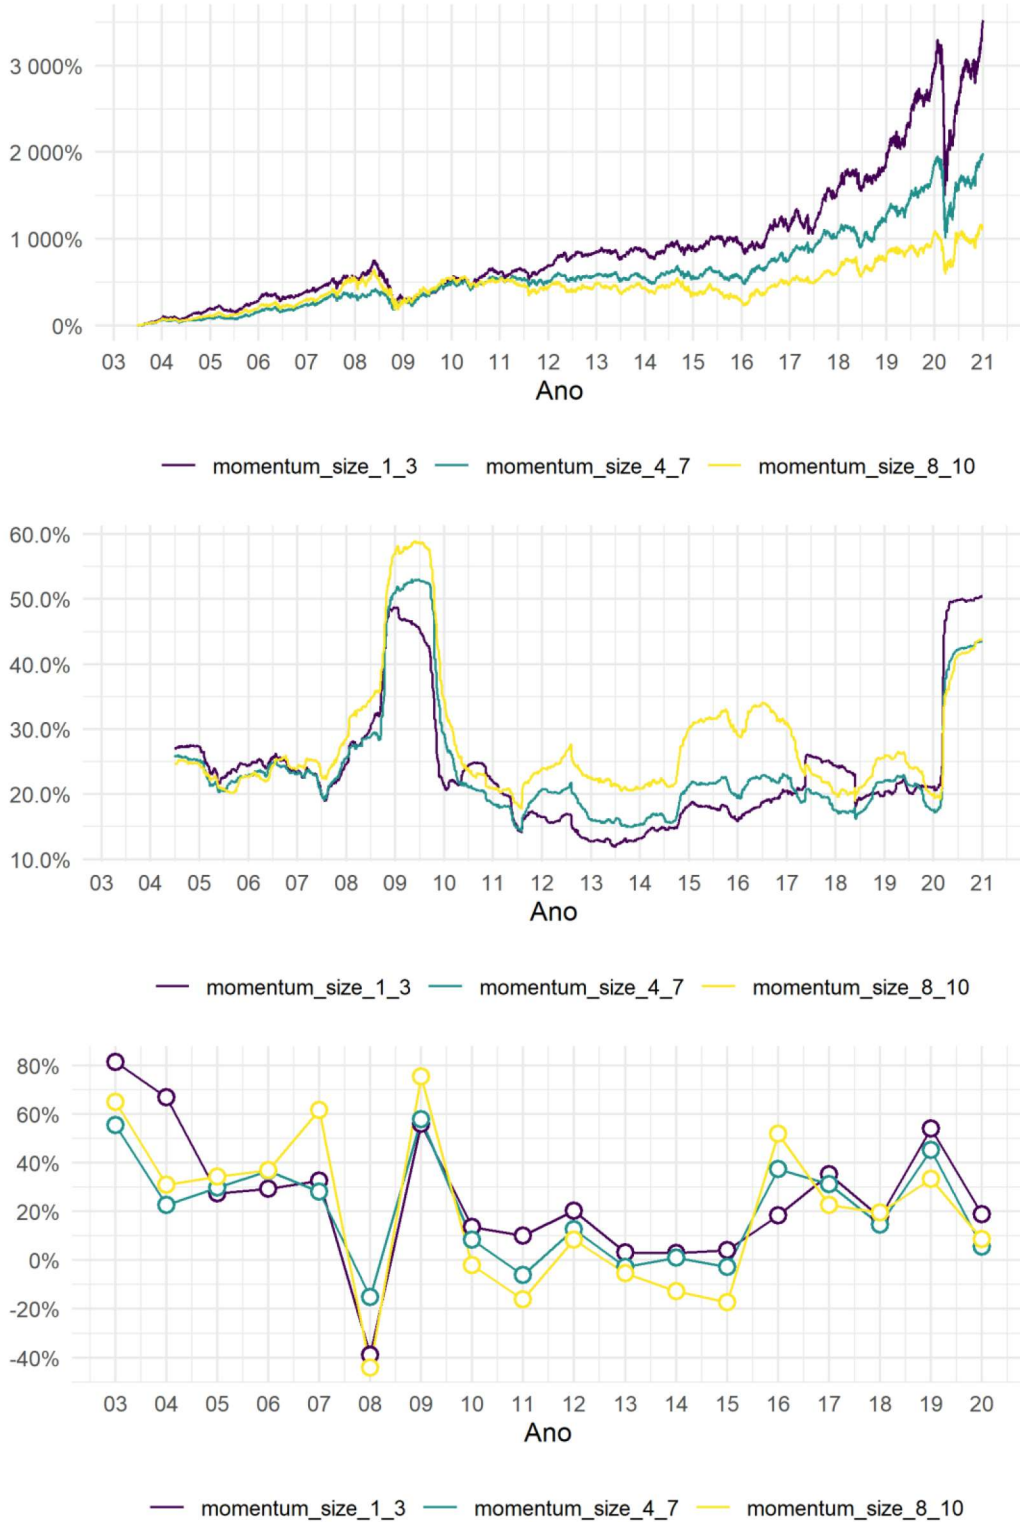 3 000%
2 000%
1 000%
0%
03 04 05 06 07 08 09 10 11 12 13 14 15 16 17 18 19 20 21
Ano
momentum_size_1_3 momentum_size_4_7 momentum_size_8_10
60.0%
50.0%
40.0%
30.0%
20.0%
10.0%
03 04 05 06 07 08 09 10 11 12 13 14 15 16 17 18 19 20 21
Ano
momentum_size_1_3 momentum_size_4_7 momentum_size_8_10
80%
60%
40%
20%
0%
-20%
-40%
03 04 05 06 07 08 09 10 11 12 13 14 15 16 17 18 19 20
Ano
momentum_size_1_3 momentum_size_4_7 momentum_size_8_10